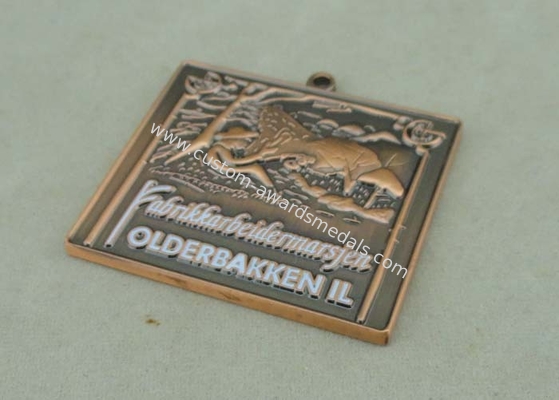 www.custom-awardsmedals.com
Fabrikkarbeidermarsjen
OLDERBAKKEN IL